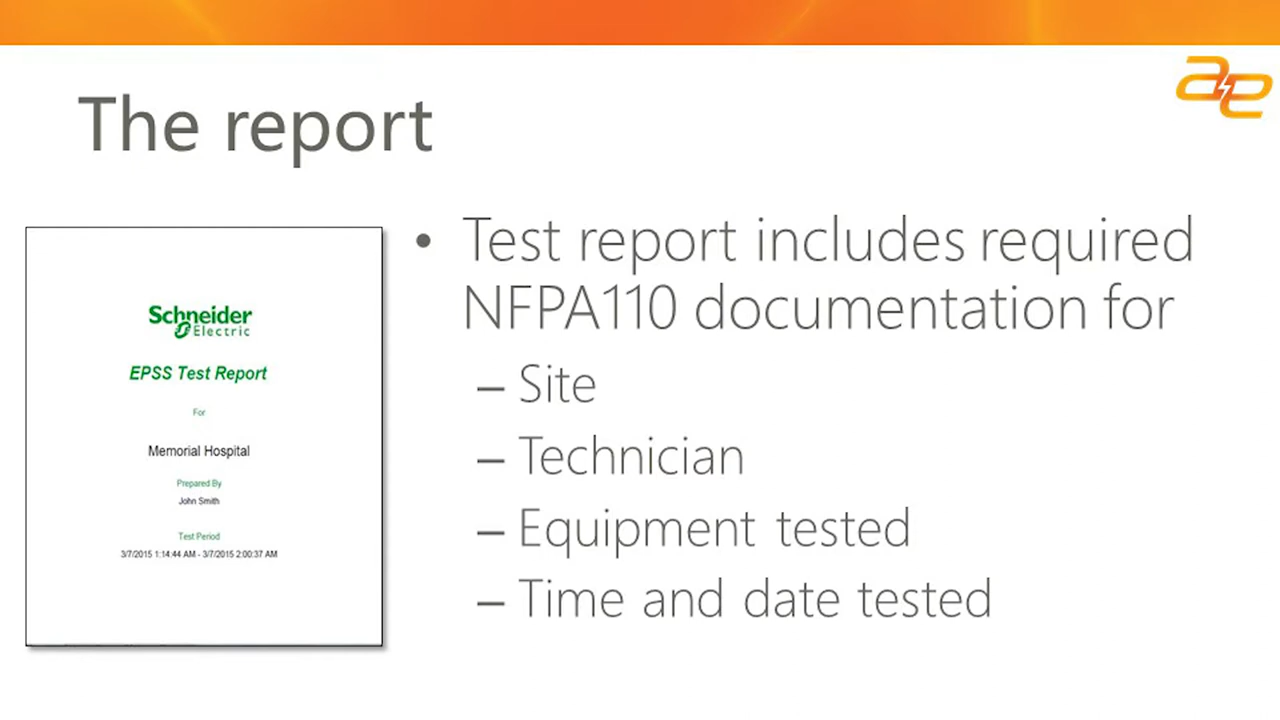 ae
The report
Schneider
Electric
EPSS Test Report
For
Memorial Hospital
Prepared By
John Smith
Test Period
3/7/2015 1:14:44 AM - 3/7/2015 2:00:37 AM
• Test report includes required
NFPA110 documentation for
– Site
– Technician
– Equipment tested
– Time and date tested